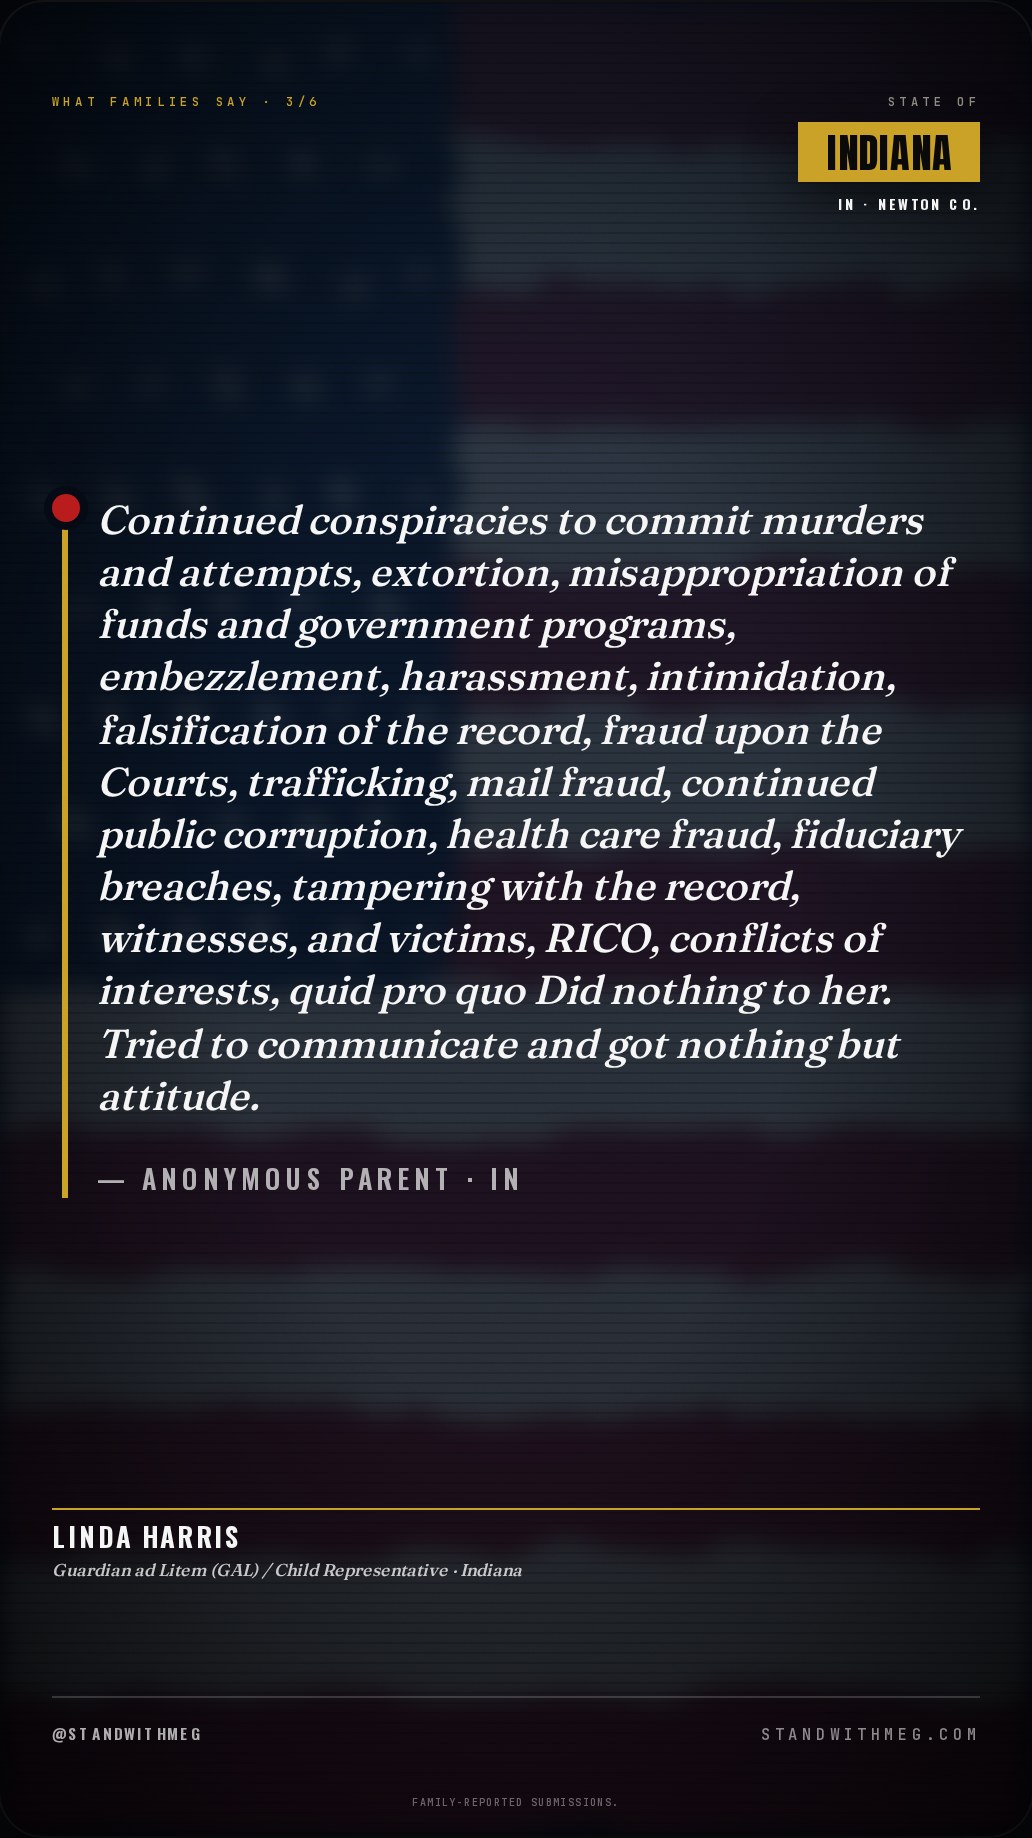 WHAT FAMILIES SAY · 3/6
STATE OF
INDIANA
IN · NEWTON CO.
Continued conspiracies to commit murders
and attempts, extortion, misappropriation of
funds and government programs,
embezzlement, harassment, intimidation,
falsification of the record, fraud upon the
Courts, trafficking, mail fraud, continued
public corruption, health care fraud, fiduciary
breaches, tampering with the record,
witnesses, and victims, RICO, conflicts of
interests, quid pro quo Did nothing to her.
Tried to communicate and got nothing but
attitude.
— ANONYMOUS PARENT · IN
LINDA HARRIS
Guardian ad Litem (GAL) / Child Representative · Indiana
@STANDWITHMEG
STANDWITHMEG.COM
FAMILY-REPORTED SUBMISSIONS.